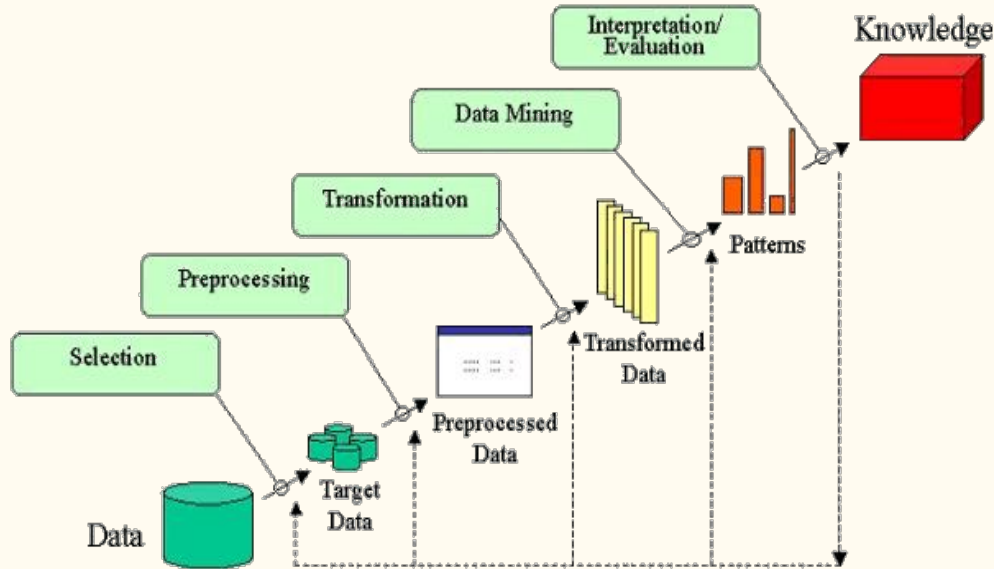 Interpretation/
Evaluation
Knowledge
Data Mining
Transformation
Patterns
Preprocessing
Transformed
Data
Selection
Preprocessed
Data
Target
Data
Data